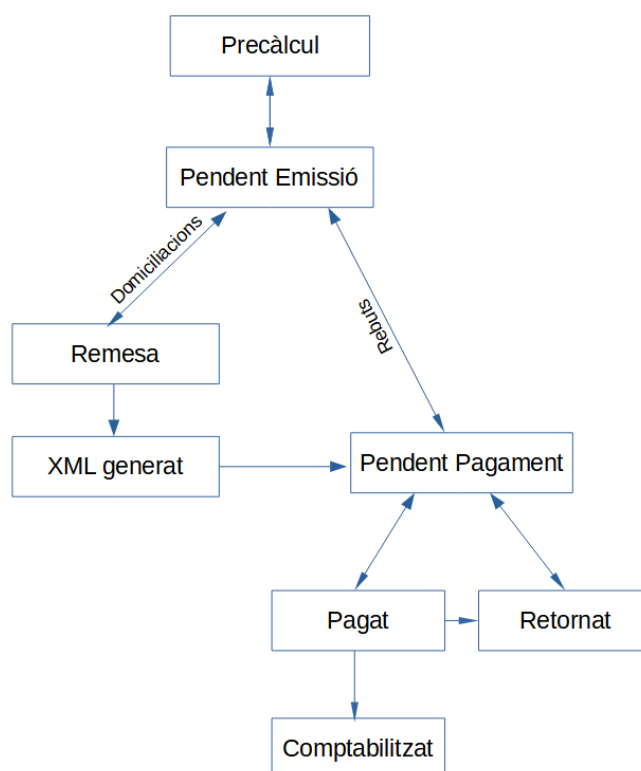 Precàlcul
Pendent Emissió
Domiciliacions
Rebuts
Remesa
XML generat
Pendent Pagament
Pagat
Retornat
Comptabilitzat